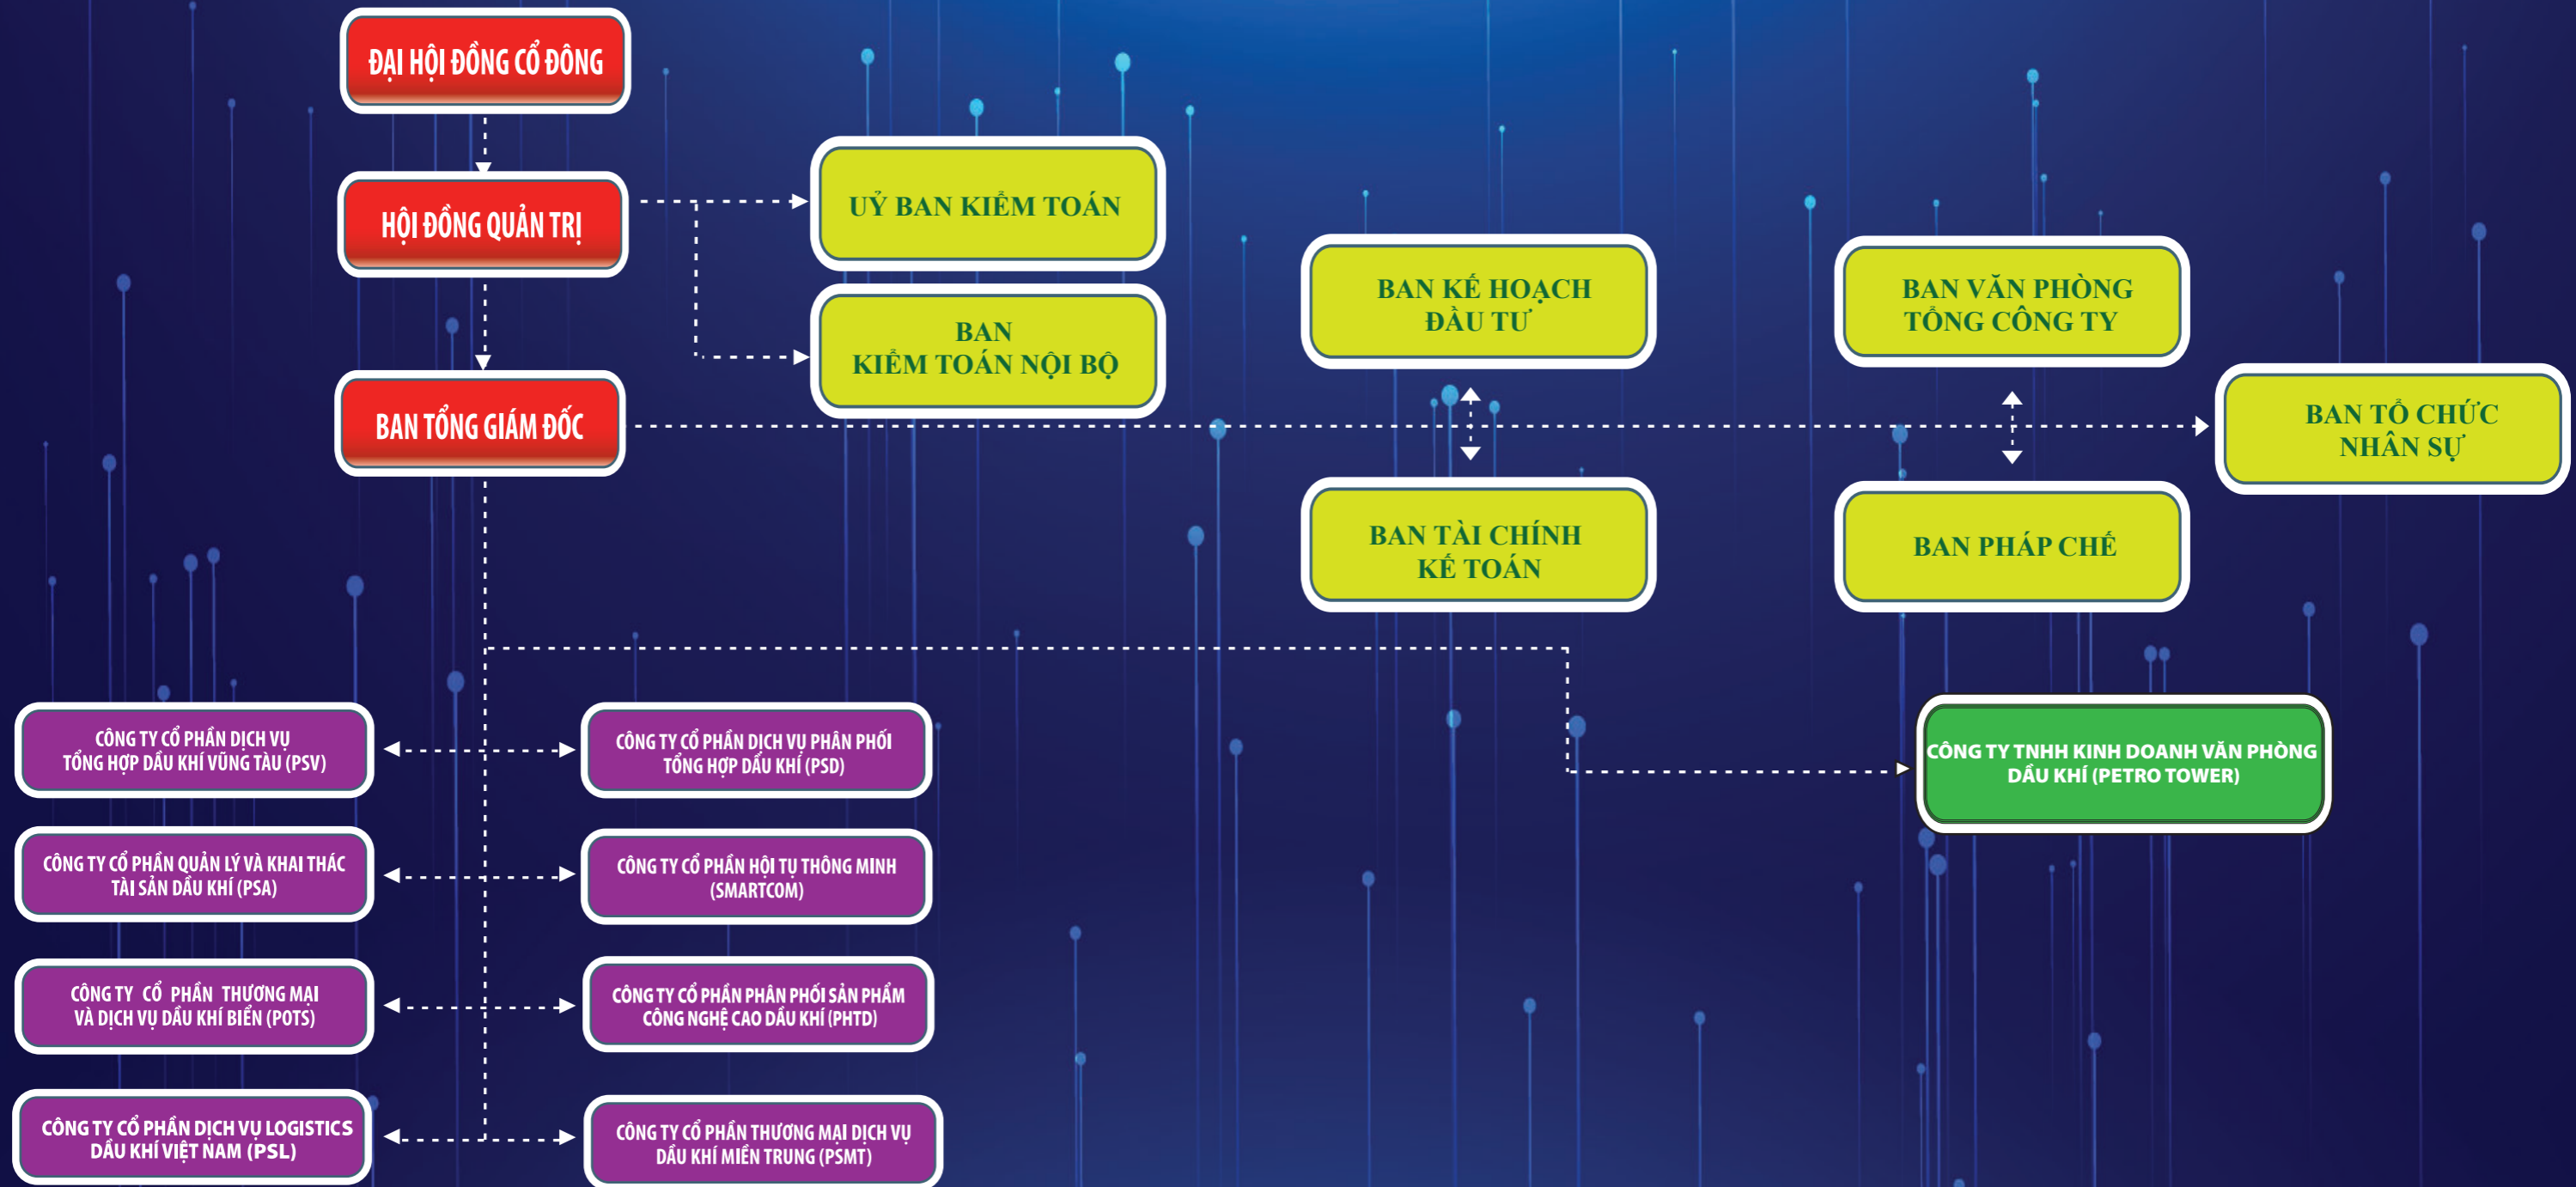 ĐẠI HỘI ĐỒNG CỔ ĐÔNG
HỘI ĐỒNG QUẢN TRỊ
UỶ BAN KIỂM TOÁN
BAN
KIỂM TOÁN NỘI BỘ
BAN TỔNG GIÁM ĐỐC
BAN KẾ HOẠCH
ĐẦU TƯ
BAN VĂN PHÒNG
TỔNG CÔNG TY
BAN TỔ CHỨC
NHÂN SỰ
BAN TÀI CHÍNH
KẾ TOÁN
BAN PHÁP CHẾ
CÔNG TY CỔ PHẦN DỊCH VỤ
TỔNG HỢP DẦU KHÍ VŨNG TÀU (PSV)
CÔNG TY CỔ PHẦN DỊCH VỤ PHÂN PHỐI
TỔNG HỢP DẦU KHÍ (PSD)
CÔNG TY TNHH KINH DOANH VĂN PHÒNG
DẦU KHÍ (PETRO TOWER)
CÔNG TY CỔ PHẦN QUẢN LÝ VÀ KHAI THÁC
TÀI SẢN DẦU KHÍ (PSA)
CÔNG TY CỔ PHẦN HỘI TỤ THÔNG MINH
(SMARTCOM)
CÔNG TY CỔ PHẦN THƯƠNG MẠI
VÀ DỊCH VỤ DẦU KHÍ BIỂN (POTS)
CÔNG TY CỔ PHẦN PHÂN PHỐI SẢN PHẨM
CÔNG NGHỆ CAO DẦU KHÍ (PHTD)
CÔNG TY CỔ PHẦN DỊCH VỤ LOGISTICS
DẦU KHÍ VIỆT NAM (PSL)
CÔNG TY CỔ PHẦN THƯƠNG MẠI DỊCH VỤ
DẦU KHÍ MIỀN TRUNG (PSMT)